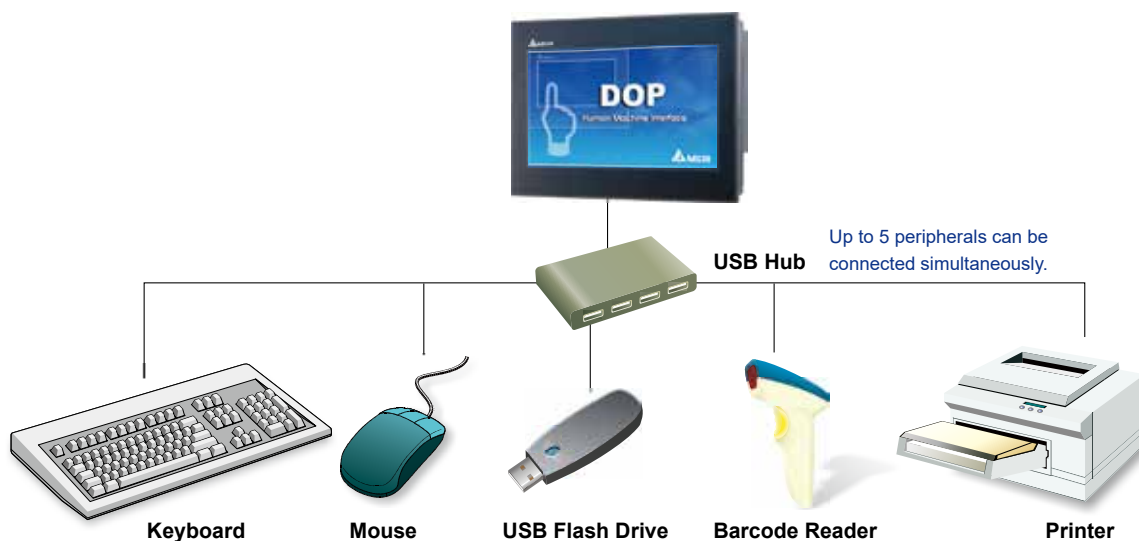 DOP
Human Machine Interface
USB Hub
Up to 5 peripherals can be
connected simultaneously.
Keyboard
Mouse
USB Flash Drive
Barcode Reader
Printer